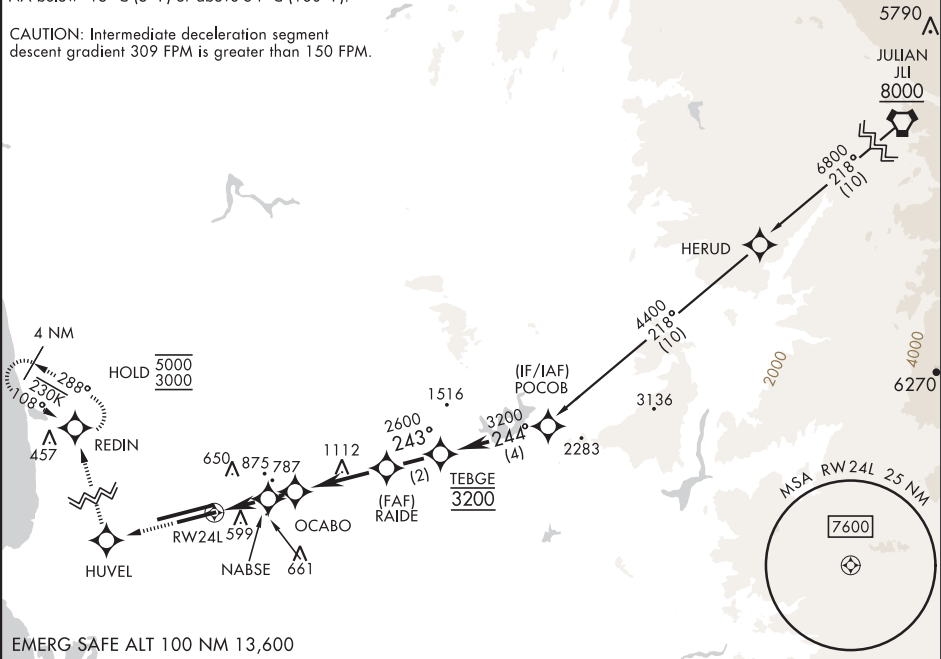 CAUTION: Intermediate deceleration segment
descent gradient 309 FPM is greater than 150 FPM.
5790
JULIAN
JLI
8000
6800
218°
(10)
HERUD
4400
218°
(10)
4 NM
HOLD 5000
3000
288°
230K
108°
REDIN
457
(IF/IAF)
POCOB
2000
4000
6270
3136
2283
1516
3200
244°
(4)
2600
243°
(2)
TEBGE
3200
1112
(FAF)
RAIDE
650
875
787
OCABO
RW24L
599
NABSE
661
HUVEL
MSA RW24L 25 NM
7600
EMERG SAFE ALT 100 NM 13,600